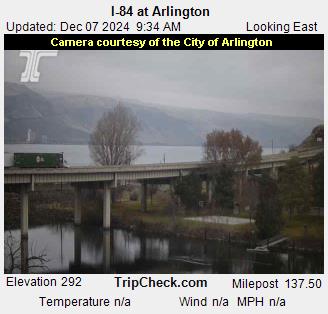 I-84 at Arlington
Updated: Dec 07 2024 9:34 AM Looking East
Camera courtesy of the City of Arlington
Elevation 292 TripCheck.com Milepost 137.50
Temperature n/a Wind n/a MPH n/a